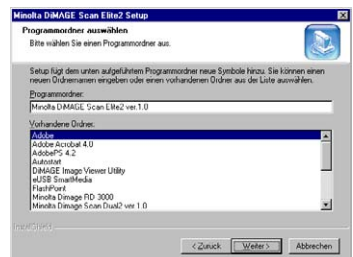 Minolta DiMAGE Scan Elite2 Setup
Programmordner auswählen
Bitte wählen Sie einen Programmordner aus.
Setup fügt dem unten aufgeführtem Programmordner neue Symbole hinzu. Sie können einen
neuen Ordnernamen eingeben oder einen vorhandenen Ordner aus der Liste auswählen.
Programmordner:
Minolta DiMAGE Scan Elite2 ver.1.0
Vorhandene Ordner:
Adobe
Adobe Acrobat 4.0
AdobePS 4.2
Autostart
DiMAGE Image Viewer Utility
eUSB SmartMedia
FlashPoint
Minolta Dimage RD 3000
Minolta Dimage Scan Dual2 ver 1.0
InstallShield
< Zurück Weiter > Abbrechen